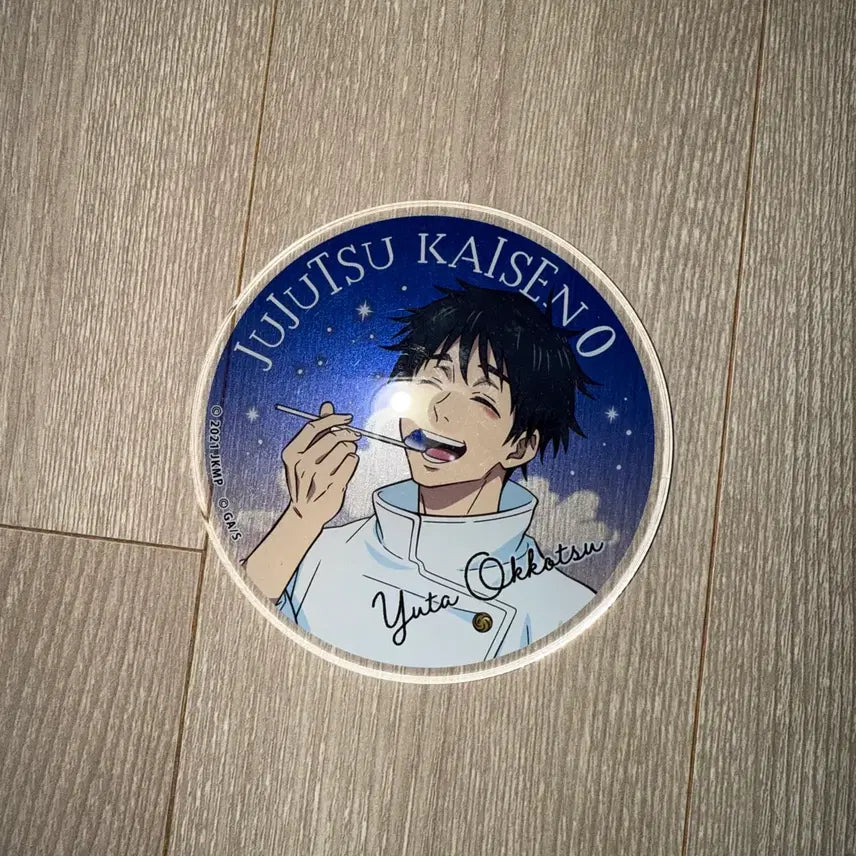 JUJUTSU KAISEN 0
© 2021 JKMP © GA/S
Yuta Okkotsu